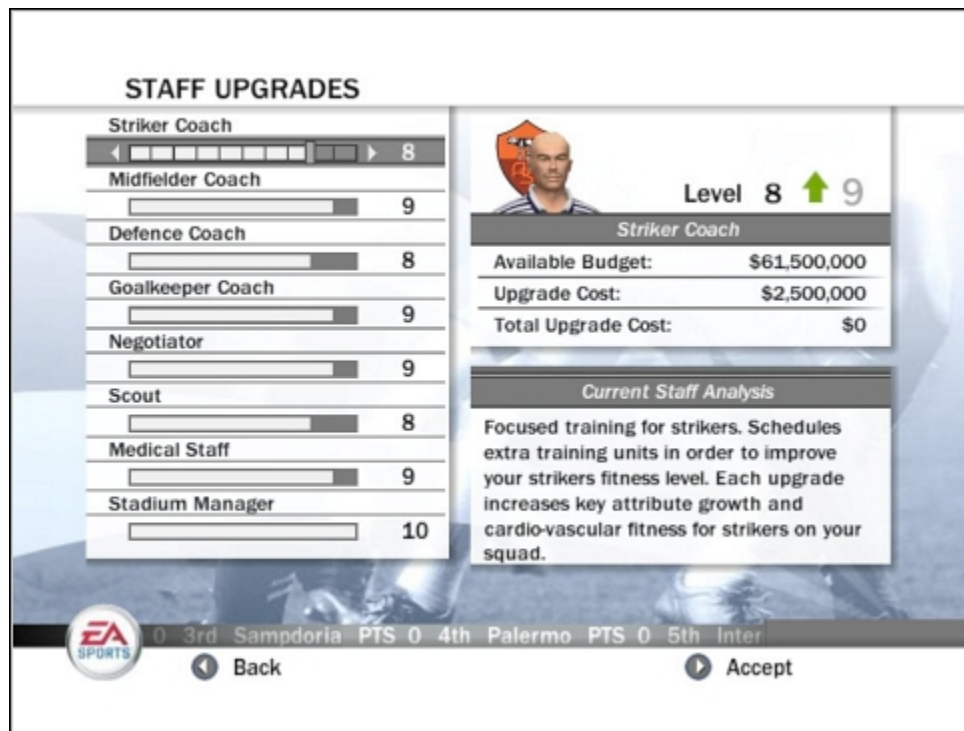 STAFF UPGRADES
Striker Coach
8
Midfielder Coach
9
Defence Coach
8
Goalkeeper Coach
9
Negotiator
9
Scout
8
Medical Staff
9
Stadium Manager
10
Level 8 9
Striker Coach
Available Budget: $61,500,000
Upgrade Cost: $2,500,000
Total Upgrade Cost: $0
Current Staff Analysis
Focused training for strikers. Schedules
extra training units in order to improve
your strikers fitness level. Each upgrade
increases key attribute growth and
cardio-vascular fitness for strikers on your
squad.
EA
SPORTS
0 3rd Sampdoria PTS 0 4th Palermo PTS 0 5th Inter
Back
Accept